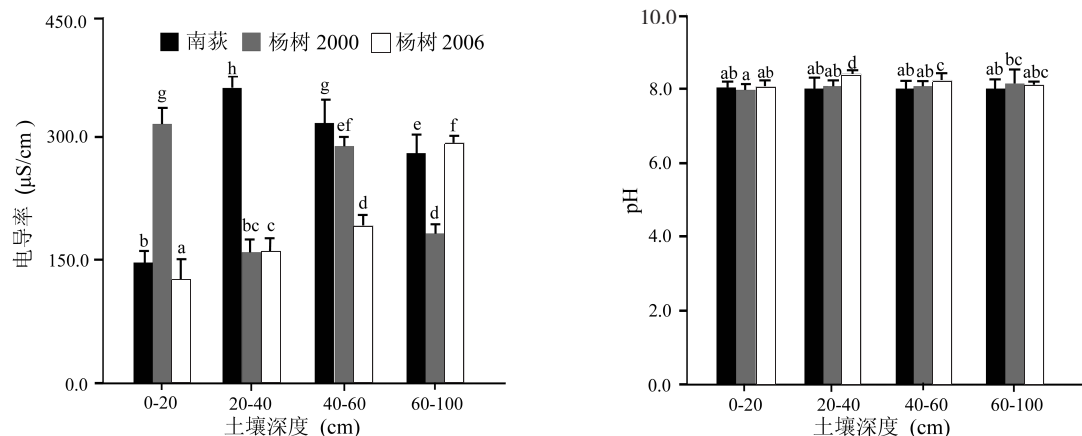 450.0
300.0
150.0
0.0
电导率 (μS/cm )
南荻 杨树 2000 杨树 2006
b g a
h bc c
g ef d
e d f
0-20 20-40 40-60 60-100
土壤深度 (cm)
10.0
8.0
6.0
4.0
2.0
0.0
pH
ab a ab
ab ab d
ab ab c
ab bc abc
0-20 20-40 40-60 60-100
土壤深度 (cm)